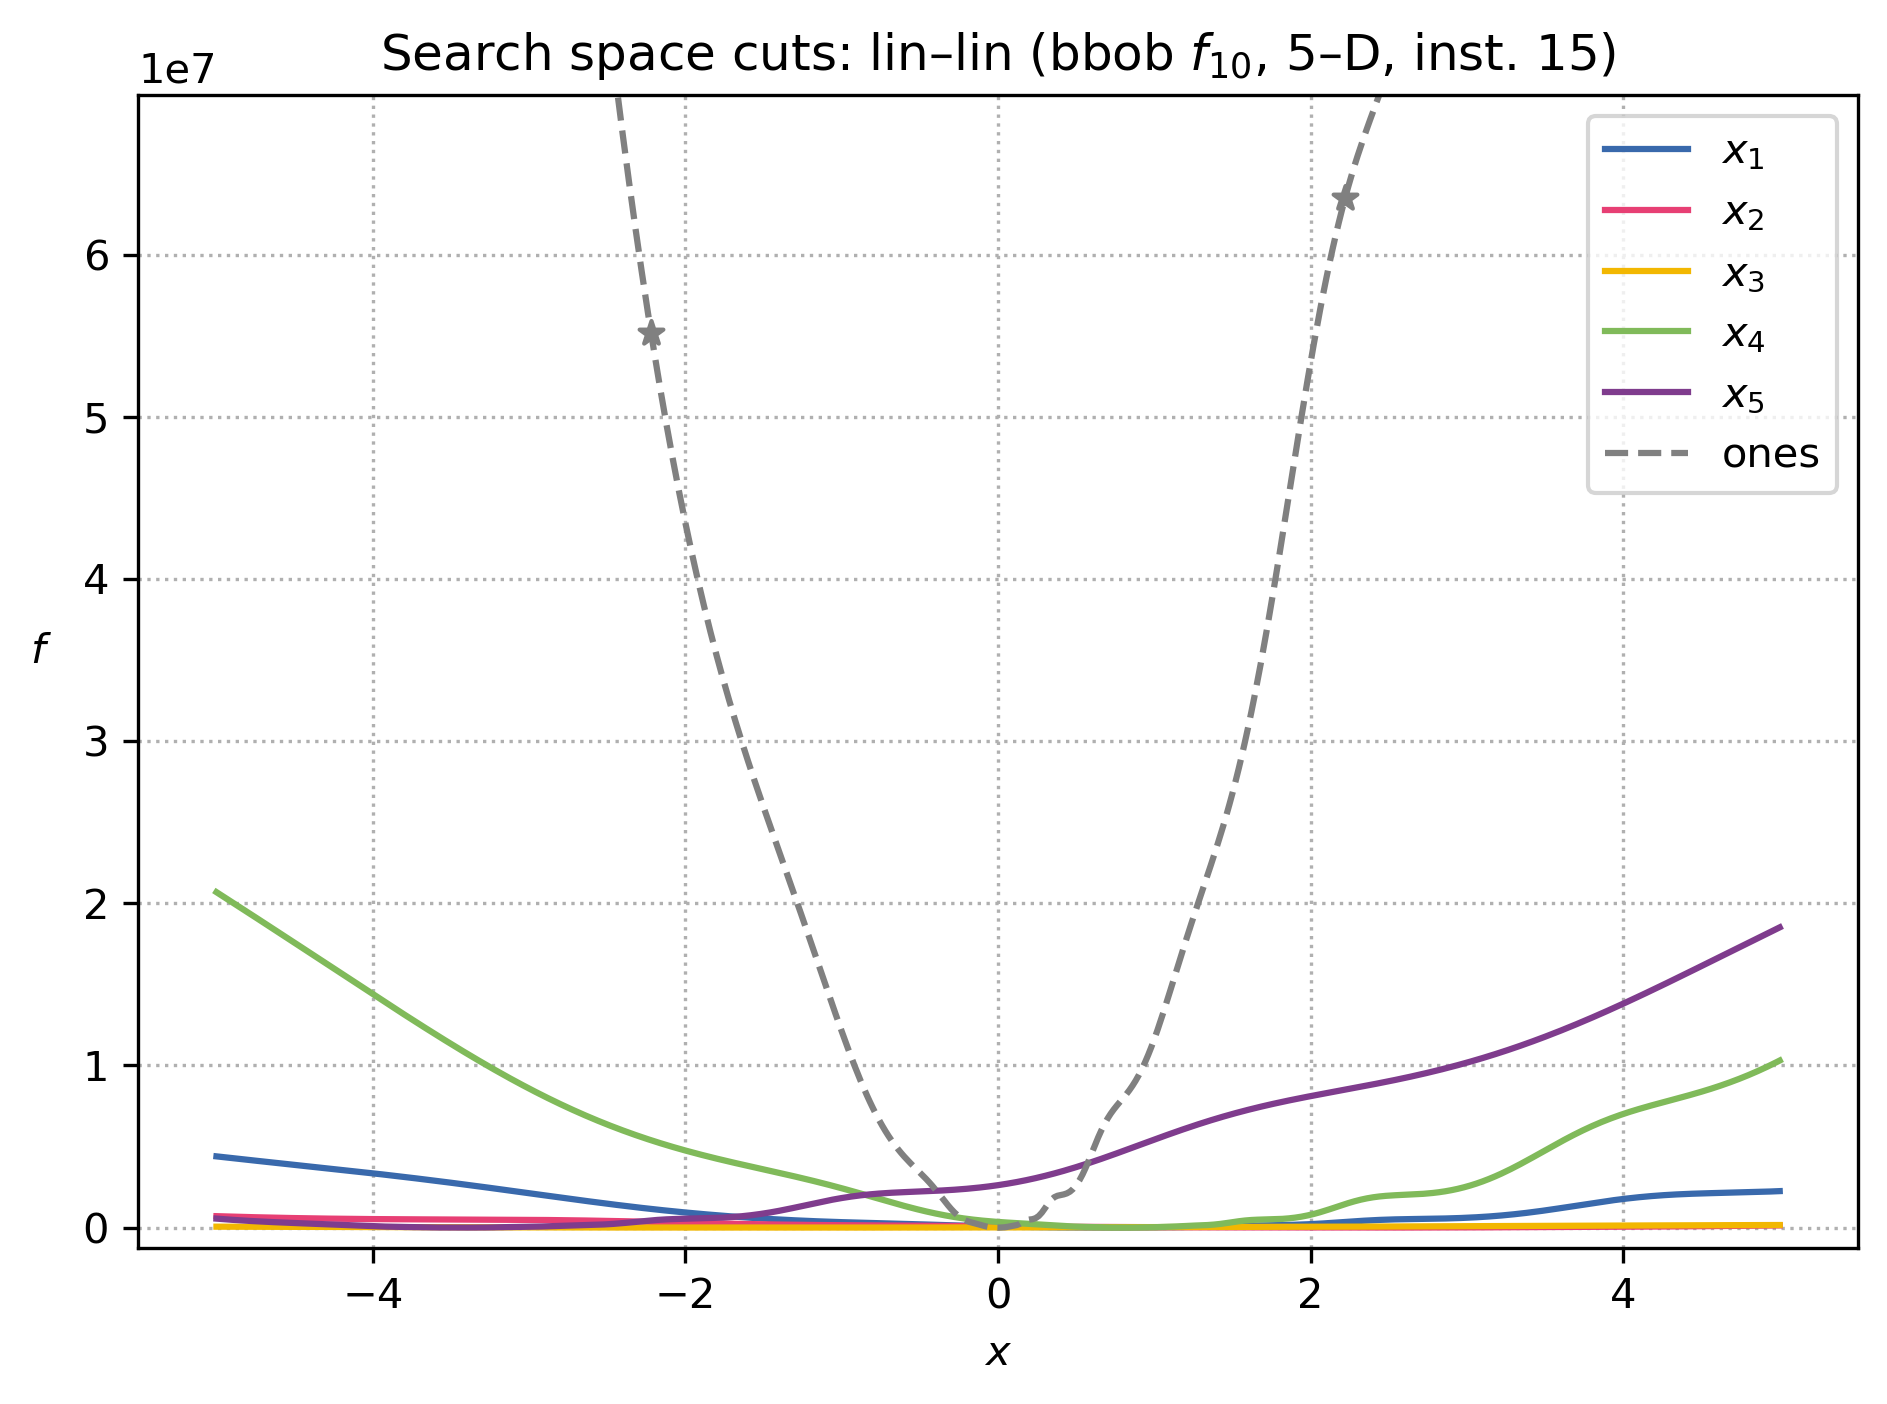 Search space cuts: lin–lin (bbob f₁₀, 5–D, inst. 15)
1e7
6
5
4
3
2
1
0
f
−4
−2
0
2
4
x
x₁
x₂
x₃
x₄
x₅
ones